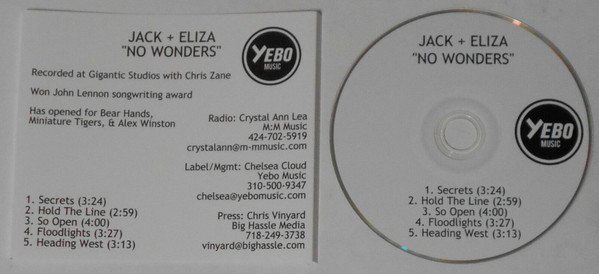 JACK + ELIZA
"NO WONDERS"
YEBO
MUSIC
Recorded at Gigantic Studios with Chris Zane
Won John Lennon songwriting award
Has opened for Bear Hands,
Miniature Tigers, & Alex Winston
Radio: Crystal Ann Lea
M:M Music
424-702-5919
crystalann@m-mmusic.com
Label/Mgmt: Chelsea Cloud
Yebo Music
310-500-9347
chelsea@yebomusic.com
Press: Chris Vinyard
Big Hassle Media
718-249-3738
vinyard@bighassle.com
1. Secrets (3:24)
2. Hold The Line (2:59)
3. So Open (4:00)
4. Floodlights (3:27)
5. Heading West (3:13)
JACK + ELIZA
"NO WONDERS"
YEBO
MUSIC
1. Secrets (3:24)
2. Hold The Line (2:59)
3. So Open (4:00)
4. Floodlights (3:27)
5. Heading West (3:13)